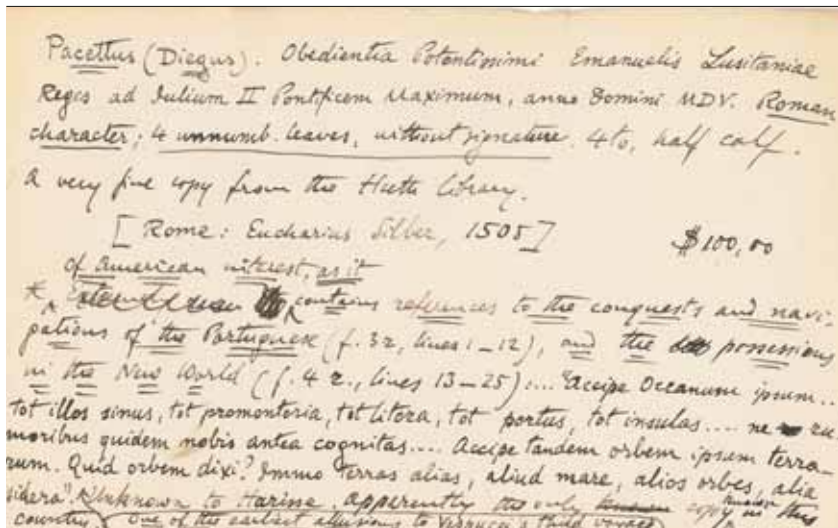 Pacettus (Diegus). Obedientia Potentissimi Emanuelis Lusitaniae
Reges ad Iulium II Pontificem Maximum, anno Domini MDV. Roman
character; 4 unnumb. leaves, without signature. 4to, half calf.
A very fine copy from the Huth library.
[Rome: Eucharius Silber, 1505] $100,00
of American interest, as it
* contains references to the conquests and navi-
gations of the Portuguese (f. 3r, lines 1-12), and the possessions
in the New World (f. 4r., lines 13-25).... "Accipe Oceanum ipsum..
tot illos sinus, tot promontoria, tot litora, tot portus, tot insulas.... ne
moribus quidem nobis antea cognitas.... Accipe tandem orbem ipsum terra-
rum. Quid orbem dixi? Immo terras alias, aliud mare, alios orbes, alia
sidera". Unknown to Harisse, apparently the only copy in this
country. One of the earliest allusions to Vespucci's third voyage